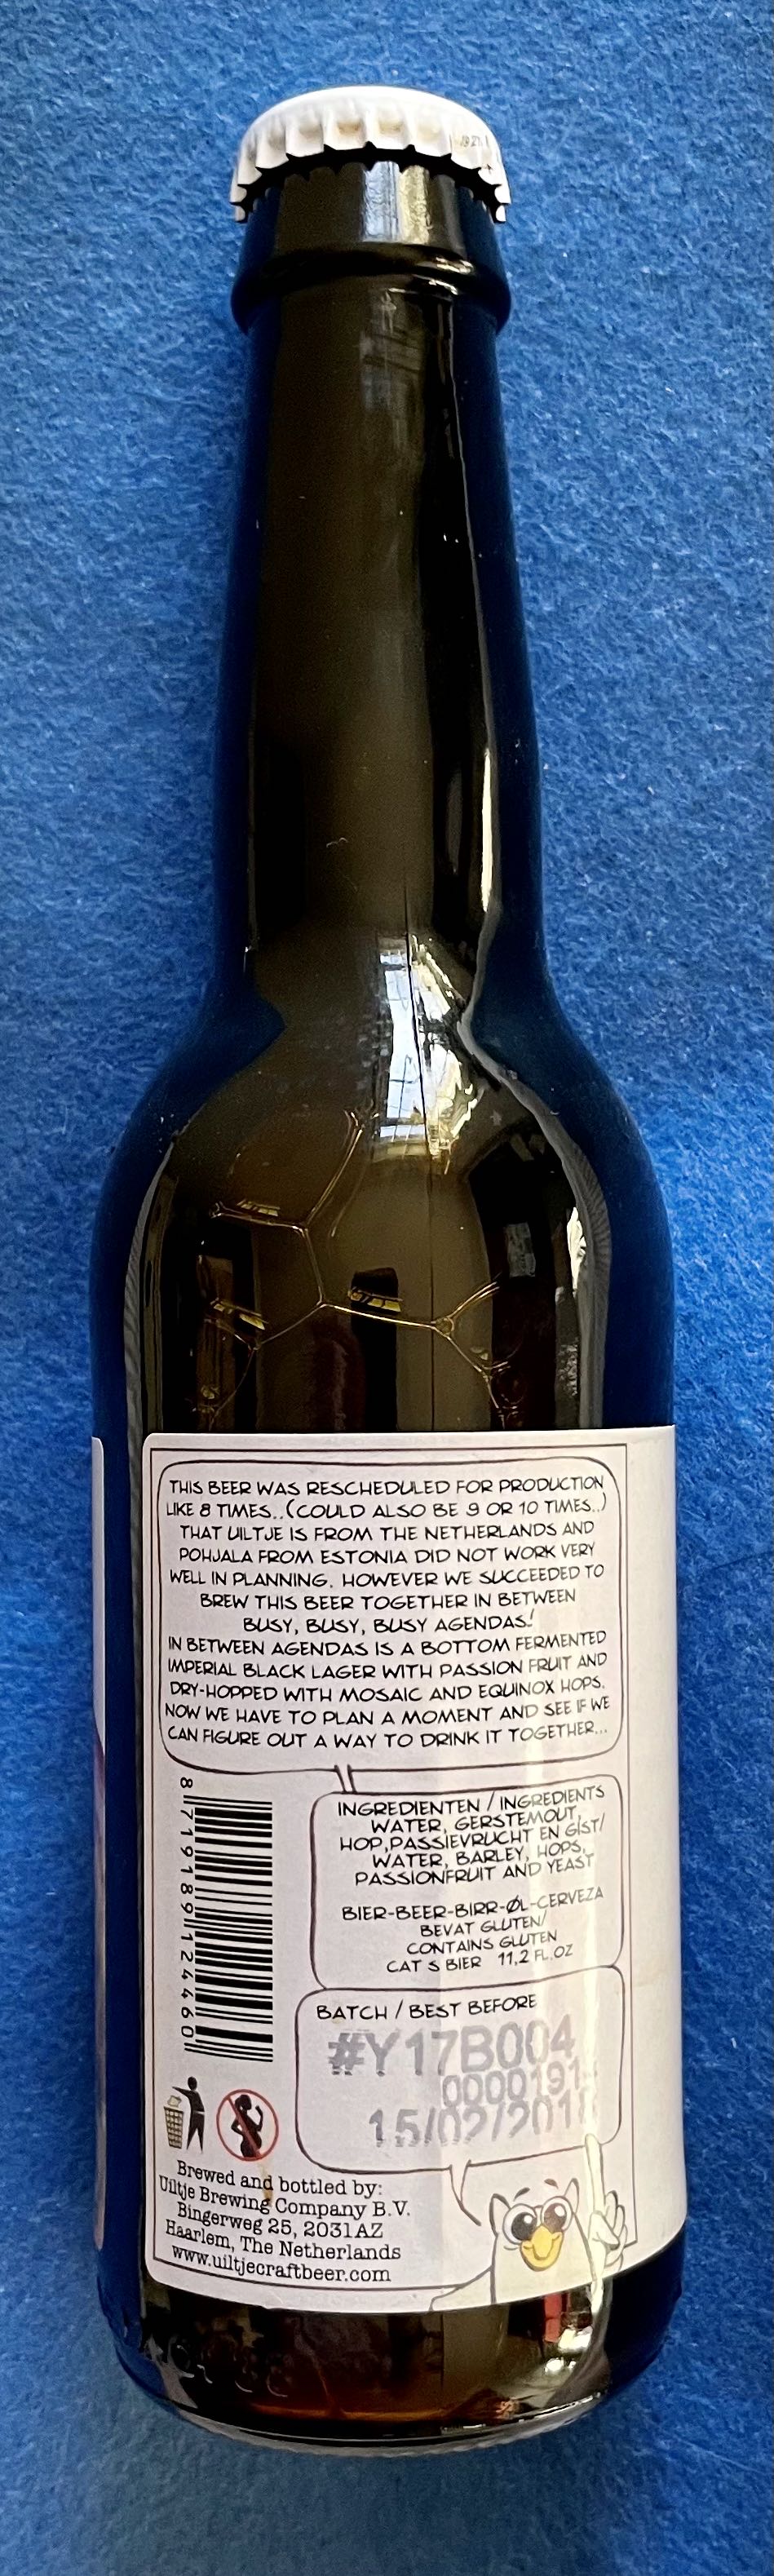 THIS BEER WAS RESCHEDULED FOR PRODUCTION
LIKE 8 TIMES..(COULD ALSO BE 9 OR 10 TIMES..)
THAT UILTJE IS FROM THE NETHERLANDS AND
POHJALA FROM ESTONIA DID NOT WORK VERY
WELL IN PLANNING. HOWEVER WE SUCCEEDED TO
BREW THIS BEER TOGETHER IN BETWEEN
BUSY, BUSY, BUSY AGENDAS!
IN BETWEEN AGENDAS IS A BOTTOM FERMENTED
IMPERIAL BLACK LAGER WITH PASSION FRUIT AND
DRY-HOPPED WITH MOSAIC AND EQUINOX HOPS.
NOW WE HAVE TO PLAN A MOMENT AND SEE IF WE
CAN FIGURE OUT A WAY TO DRINK IT TOGETHER...
8 719189 124460
INGREDIENTEN / INGREDIENTS
WATER, GERSTEMOUT,
HOP,PASSIEVRUCHT EN GIST/
WATER, BARLEY, HOPS,
PASSIONFRUIT AND YEAST
BIER-BEER-BIRR-ØL-CERVEZA
BEVAT GLUTEN/
CONTAINS GLUTEN
CAT S BIER 11,2 FL.OZ
BATCH / BEST BEFORE
#Y17B004
0000191
Brewed and bottled by:
Uiltje Brewing Company B.V.
Bingerweg 25, 2031AZ
Haarlem, The Netherlands
www.uiltjecraftbeer.com